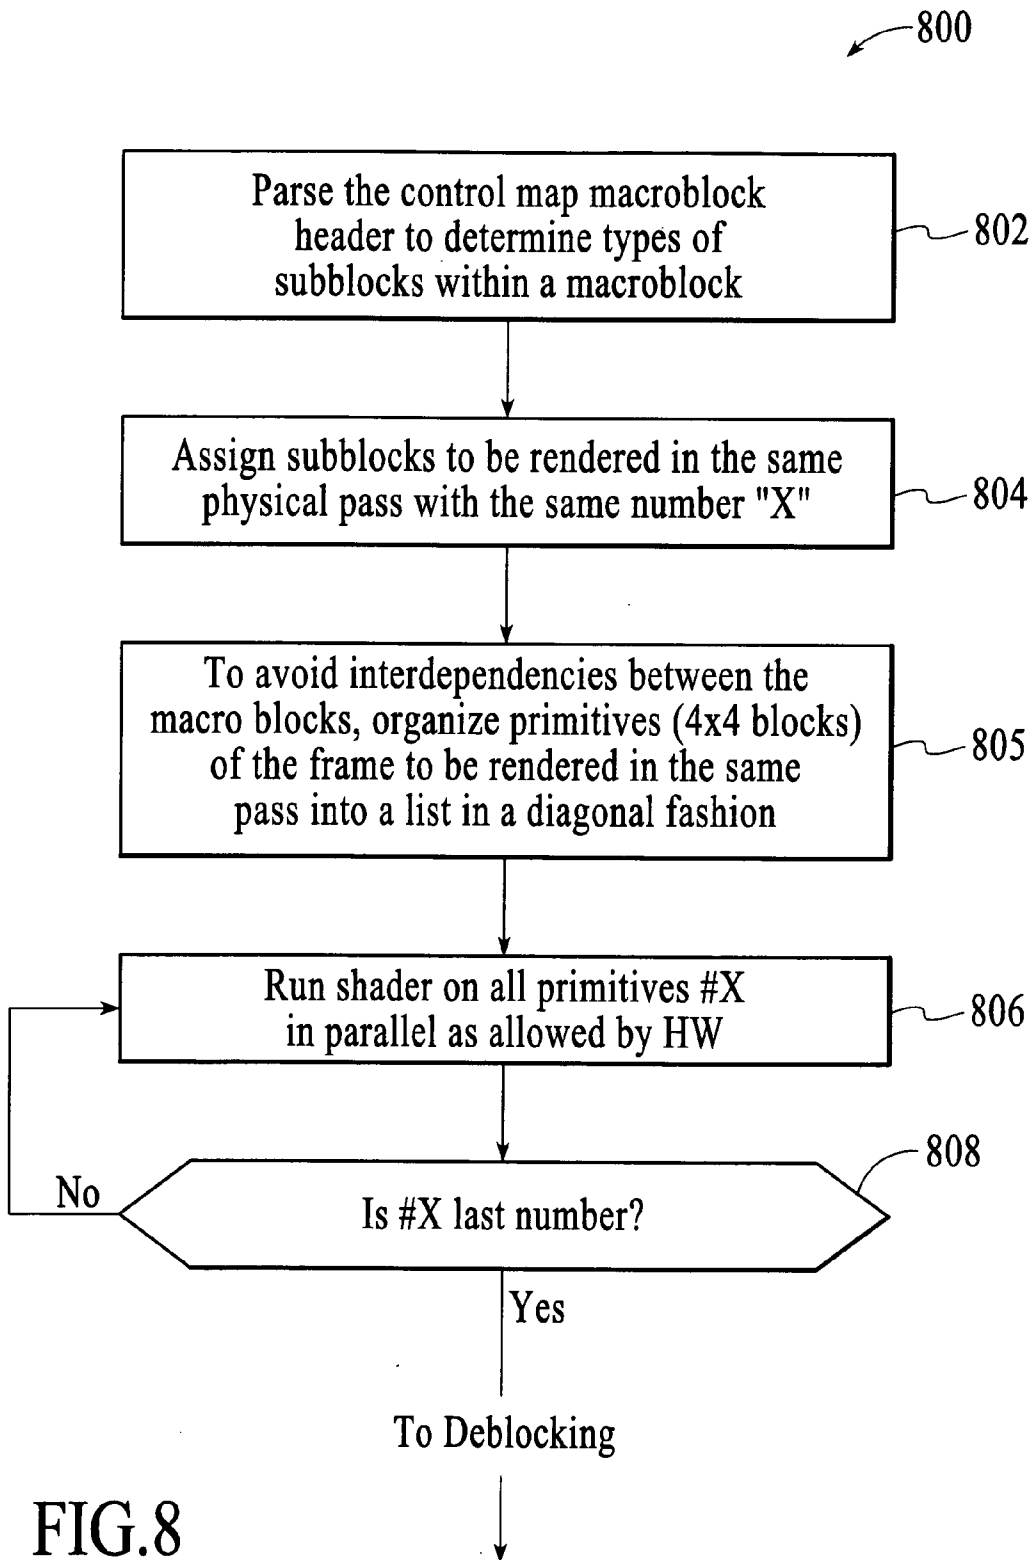 800
Parse the control map macroblock
header to determine types of
subblocks within a macroblock
802
Assign subblocks to be rendered in the same
physical pass with the same number "X"
804
To avoid interdependencies between the
macro blocks, organize primitives (4x4 blocks)
of the frame to be rendered in the same
pass into a list in a diagonal fashion
805
Run shader on all primitives #X
in parallel as allowed by HW
806
808
No
Is #X last number?
Yes
To Deblocking
FIG.8